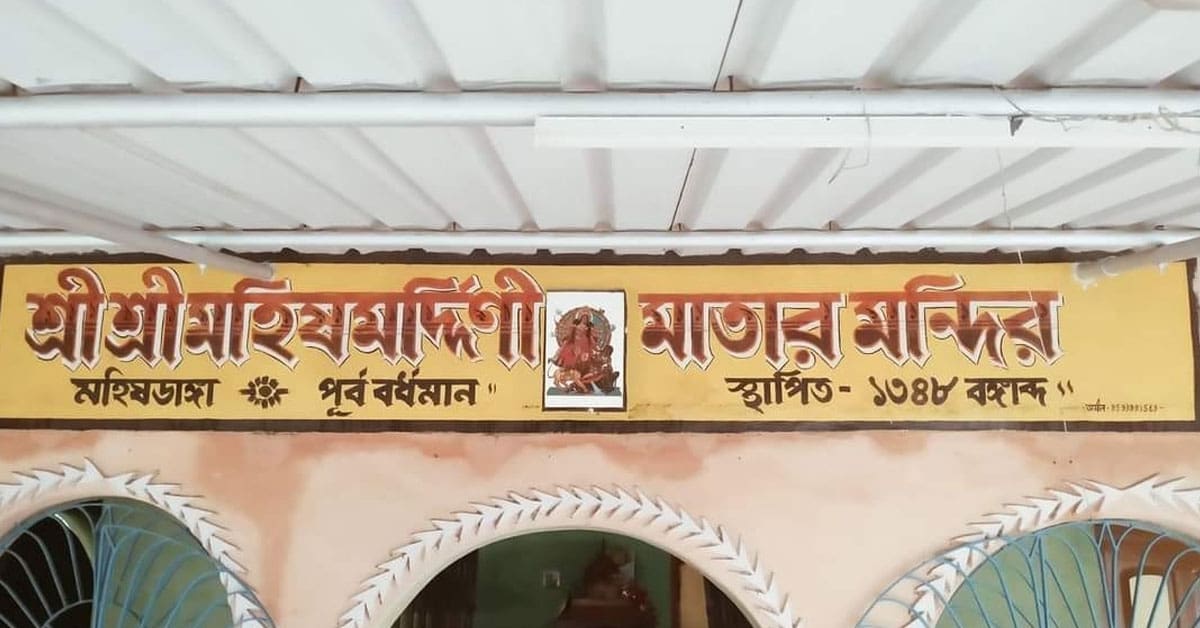 শ্রী শ্রী মহিষমর্দ্দিণী মাতার মন্দির
মহিষডাঙ্গা পূর্ব বর্ধমান " স্থাপিত - ১৩৪৮ বঙ্গাব্দ "